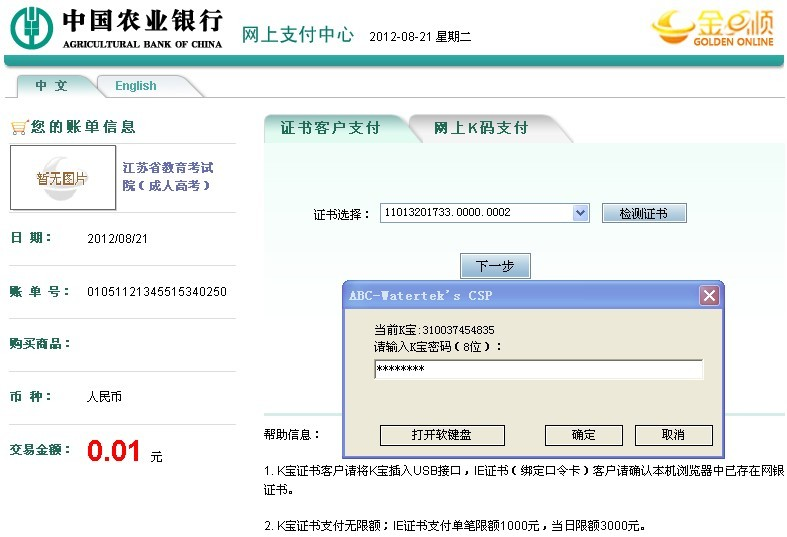 中国农业银行
AGRICULTURAL BANK OF CHINA
网上支付中心 2012-08-21 星期二
金e顺
GOLDEN ONLINE
中 文
English
您的账单信息
暂无图片
江苏省教育考试
院（成人高考）
日 期： 2012/08/21
账 单 号： 01051121345515340250
购买商品：
币 种： 人民币
交易金额： 0.01 元
证书客户支付
网上K码支付
证书选择： 11013201733.0000.0002 检测证书
下一步
ABC-Watertek's CSP
当前K宝:310037454835
请输入K宝密码（8位）：
********
打开软键盘 确定 取消
帮助信息：
1. K宝证书客户请将K宝插入USB接口，IE证书（绑定口令卡）客户请确认本机浏览器中已存在网银
证书。
2. K宝证书支付无限额；IE证书支付单笔限额1000元，当日限额3000元。